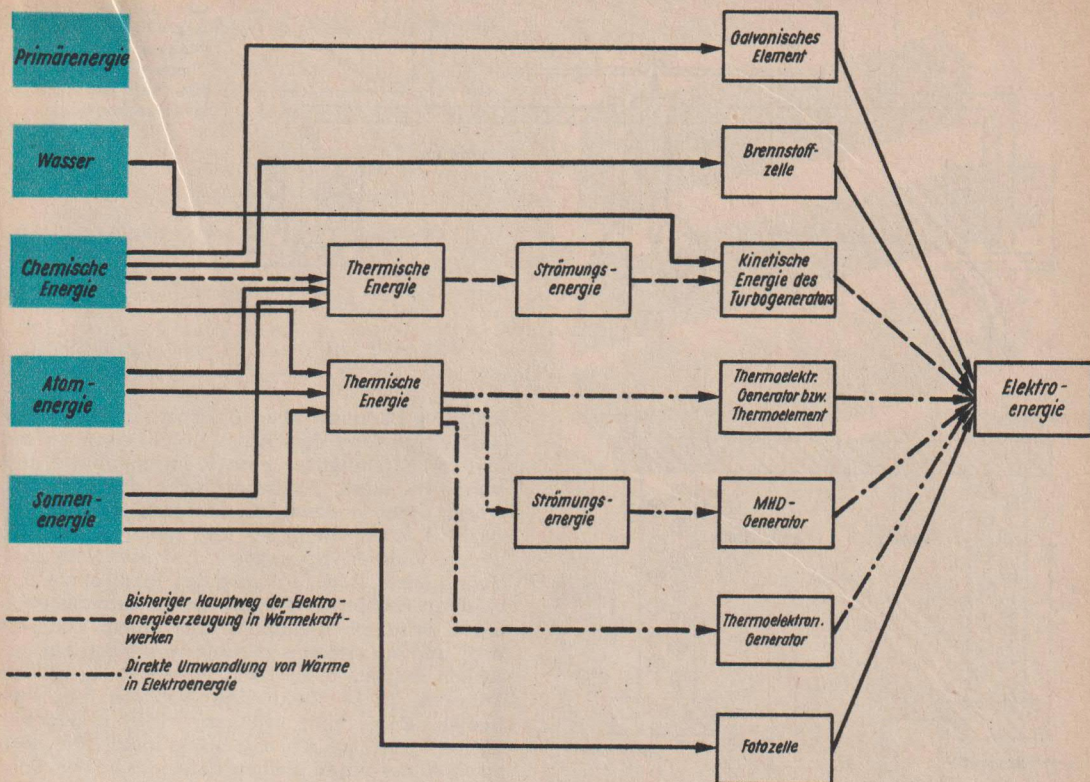 Primärenergie
Galvanisches
Element
Wasser
Brennstoff-
zelle
Chemische
Energie
Thermische
Energie
Strömungs-
energie
Kinetische
Energie des
Turbogenerators
Atom-
energie
Thermische
Energie
Thermoelektr.
Generator bzw.
Thermoelement
Elektro-
energie
Sonnen-
energie
Strömungs-
energie
MHD-
Generator
Bisheriger Hauptweg der Elektro-
energieerzeugung in Wärmekraft-
werken
Direkte Umwandlung von Wärme
in Elektroenergie
Thermoelektron.
Generator
Fotozelle